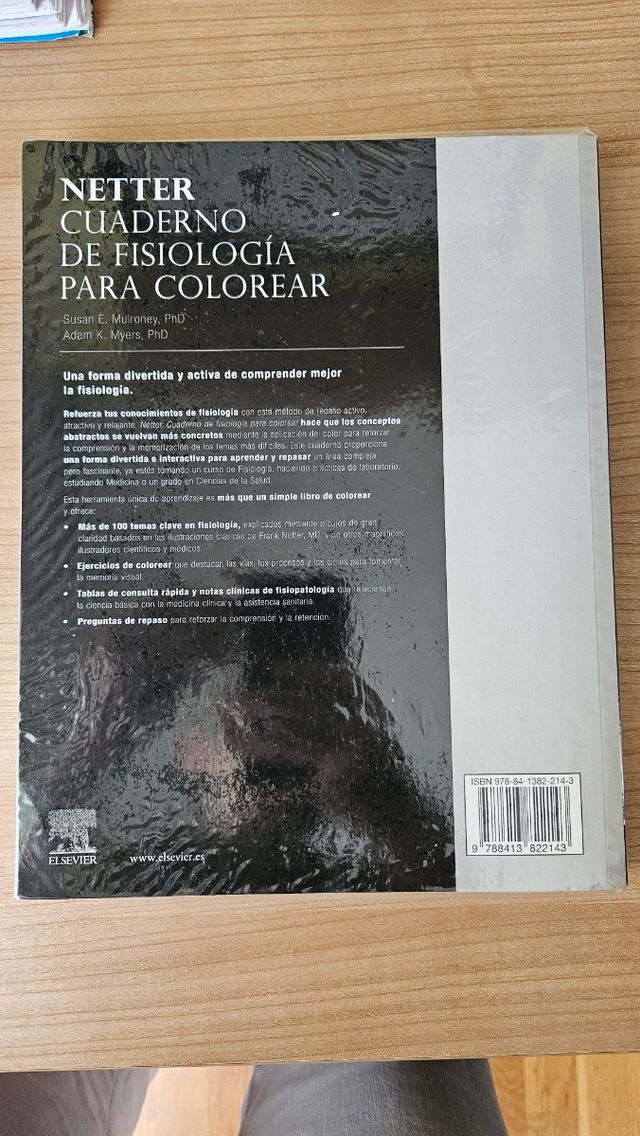 NETTER
CUADERNO
DE FISIOLOGÍA
PARA COLOREAR
Susan E. Mulroney, PhD
Adam K. Myers, PhD
Una forma divertida y activa de comprender mejor
la fisiología.
Refuerza tus conocimientos de fisiología con este método de repaso activo,
atractivo y relajante. Netter. Cuaderno de fisiología para colorear hace que los conceptos
abstractos se vuelvan más concretos mediante la aplicación del color para reforzar
la comprensión y la memorización de los temas más difíciles. Este cuaderno proporciona
una forma divertida e interactiva para aprender y repasar un área compleja
pero fascinante, ya estés tomando un curso de Fisiología, haciendo prácticas de laboratorio,
estudiando Medicina o un grado en Ciencias de la Salud.
Esta herramienta única de aprendizaje es más que un simple libro de colorear
y ofrece:
• Más de 100 temas clave en fisiología, explicados mediante dibujos de gran
claridad basados en las ilustraciones básicas de Frank Netter, MD, y de otros magníficos
ilustradores científicos y médicos.
• Ejercicios de colorear que destacan las vías, los procesos y los ciclos para fomentar
la memoria visual.
• Tablas de consulta rápida y notas clínicas de fisiopatología que relacionan
la ciencia básica con la medicina clínica y la asistencia sanitaria.
• Preguntas de repaso para reforzar la comprensión y la retención.
ISBN 978-84-1382-214-3
9 788413 822143
ELSEVIER
www.elsevier.es